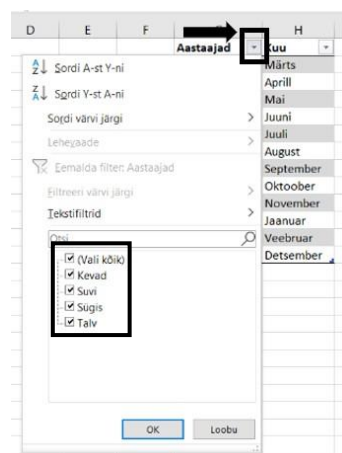 D E F H
Aastaajad Kuu
Sordi A-st Y-ni
Sordi Y-st A-ni
Sordi värvi järgi
Lehevaade
Eemalda filter: Aastaajad
Filtreeri värvi järgi
Tekstifiltrid
Otsi
(Vali kõik)
Kevad
Suvi
Sügis
Talv
OK Loobu
Märts
Aprill
Mai
Juuni
Juuli
August
September
Oktoober
November
Jaanuar
Veebruar
Detsember